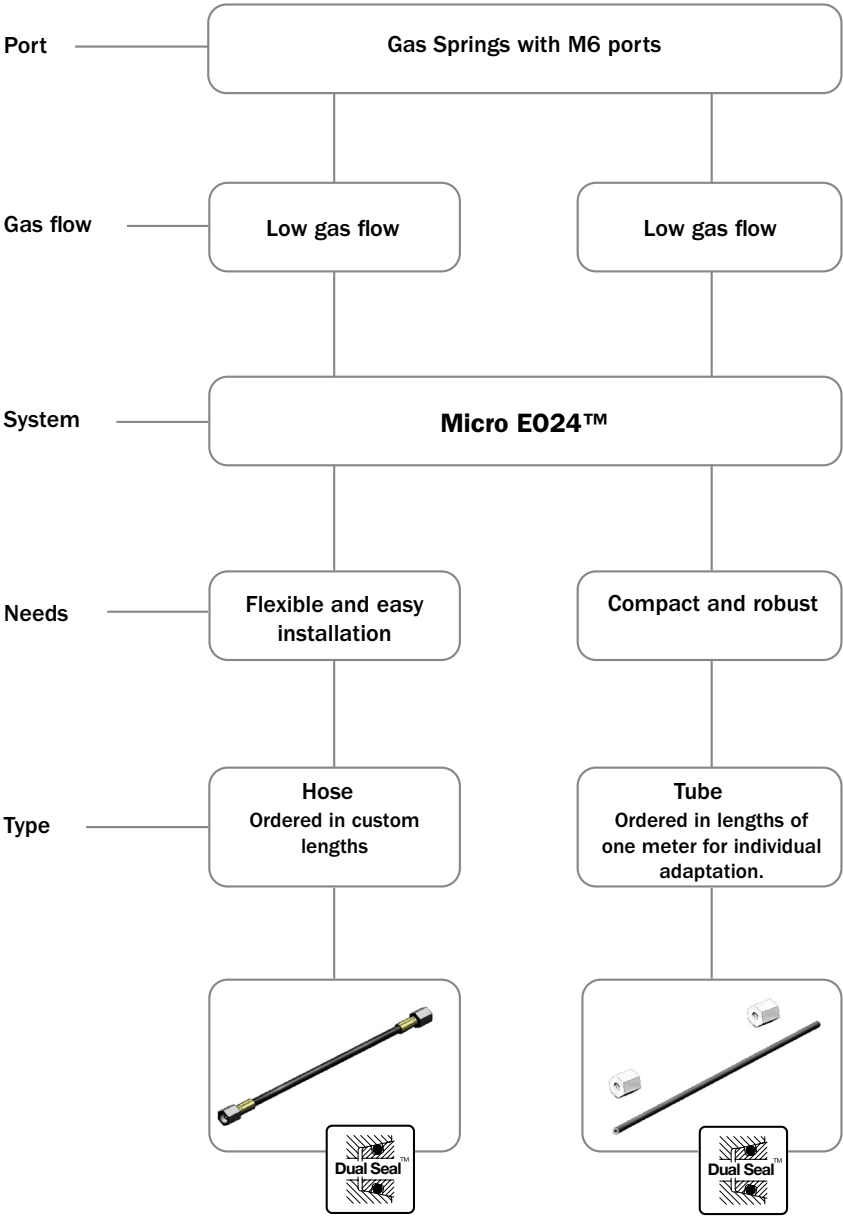 Port
Gas Springs with M6 ports
Gas flow
Low gas flow
Low gas flow
System
Micro EO24™
Needs
Flexible and easy
installation
Compact and robust
Type
Hose
Ordered in custom
lengths
Tube
Ordered in lengths of
one meter for individual
adaptation.
Dual Seal™
Dual Seal™